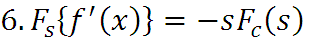 6. F_s{f′(x)} = −sF_c(s)